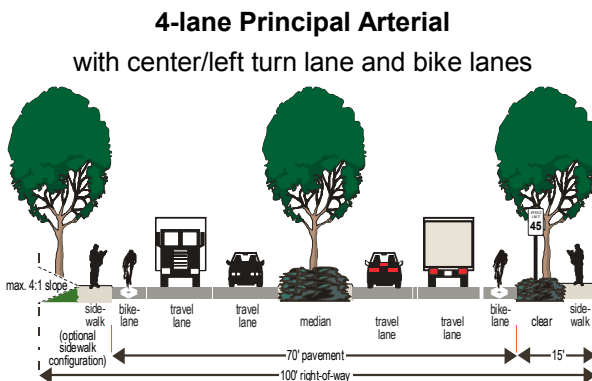 4-lane Principal Arterial
with center/left turn lane and bike lanes
SPEED
LIMIT
45
max. 4:1 slope
side-
walk
bike-
lane
travel
lane
travel
lane
median
travel
lane
travel
lane
bike-
lane
clear
side-
walk
(optional
sidewalk
configuration)
70' pavement
15'
100' right-of-way